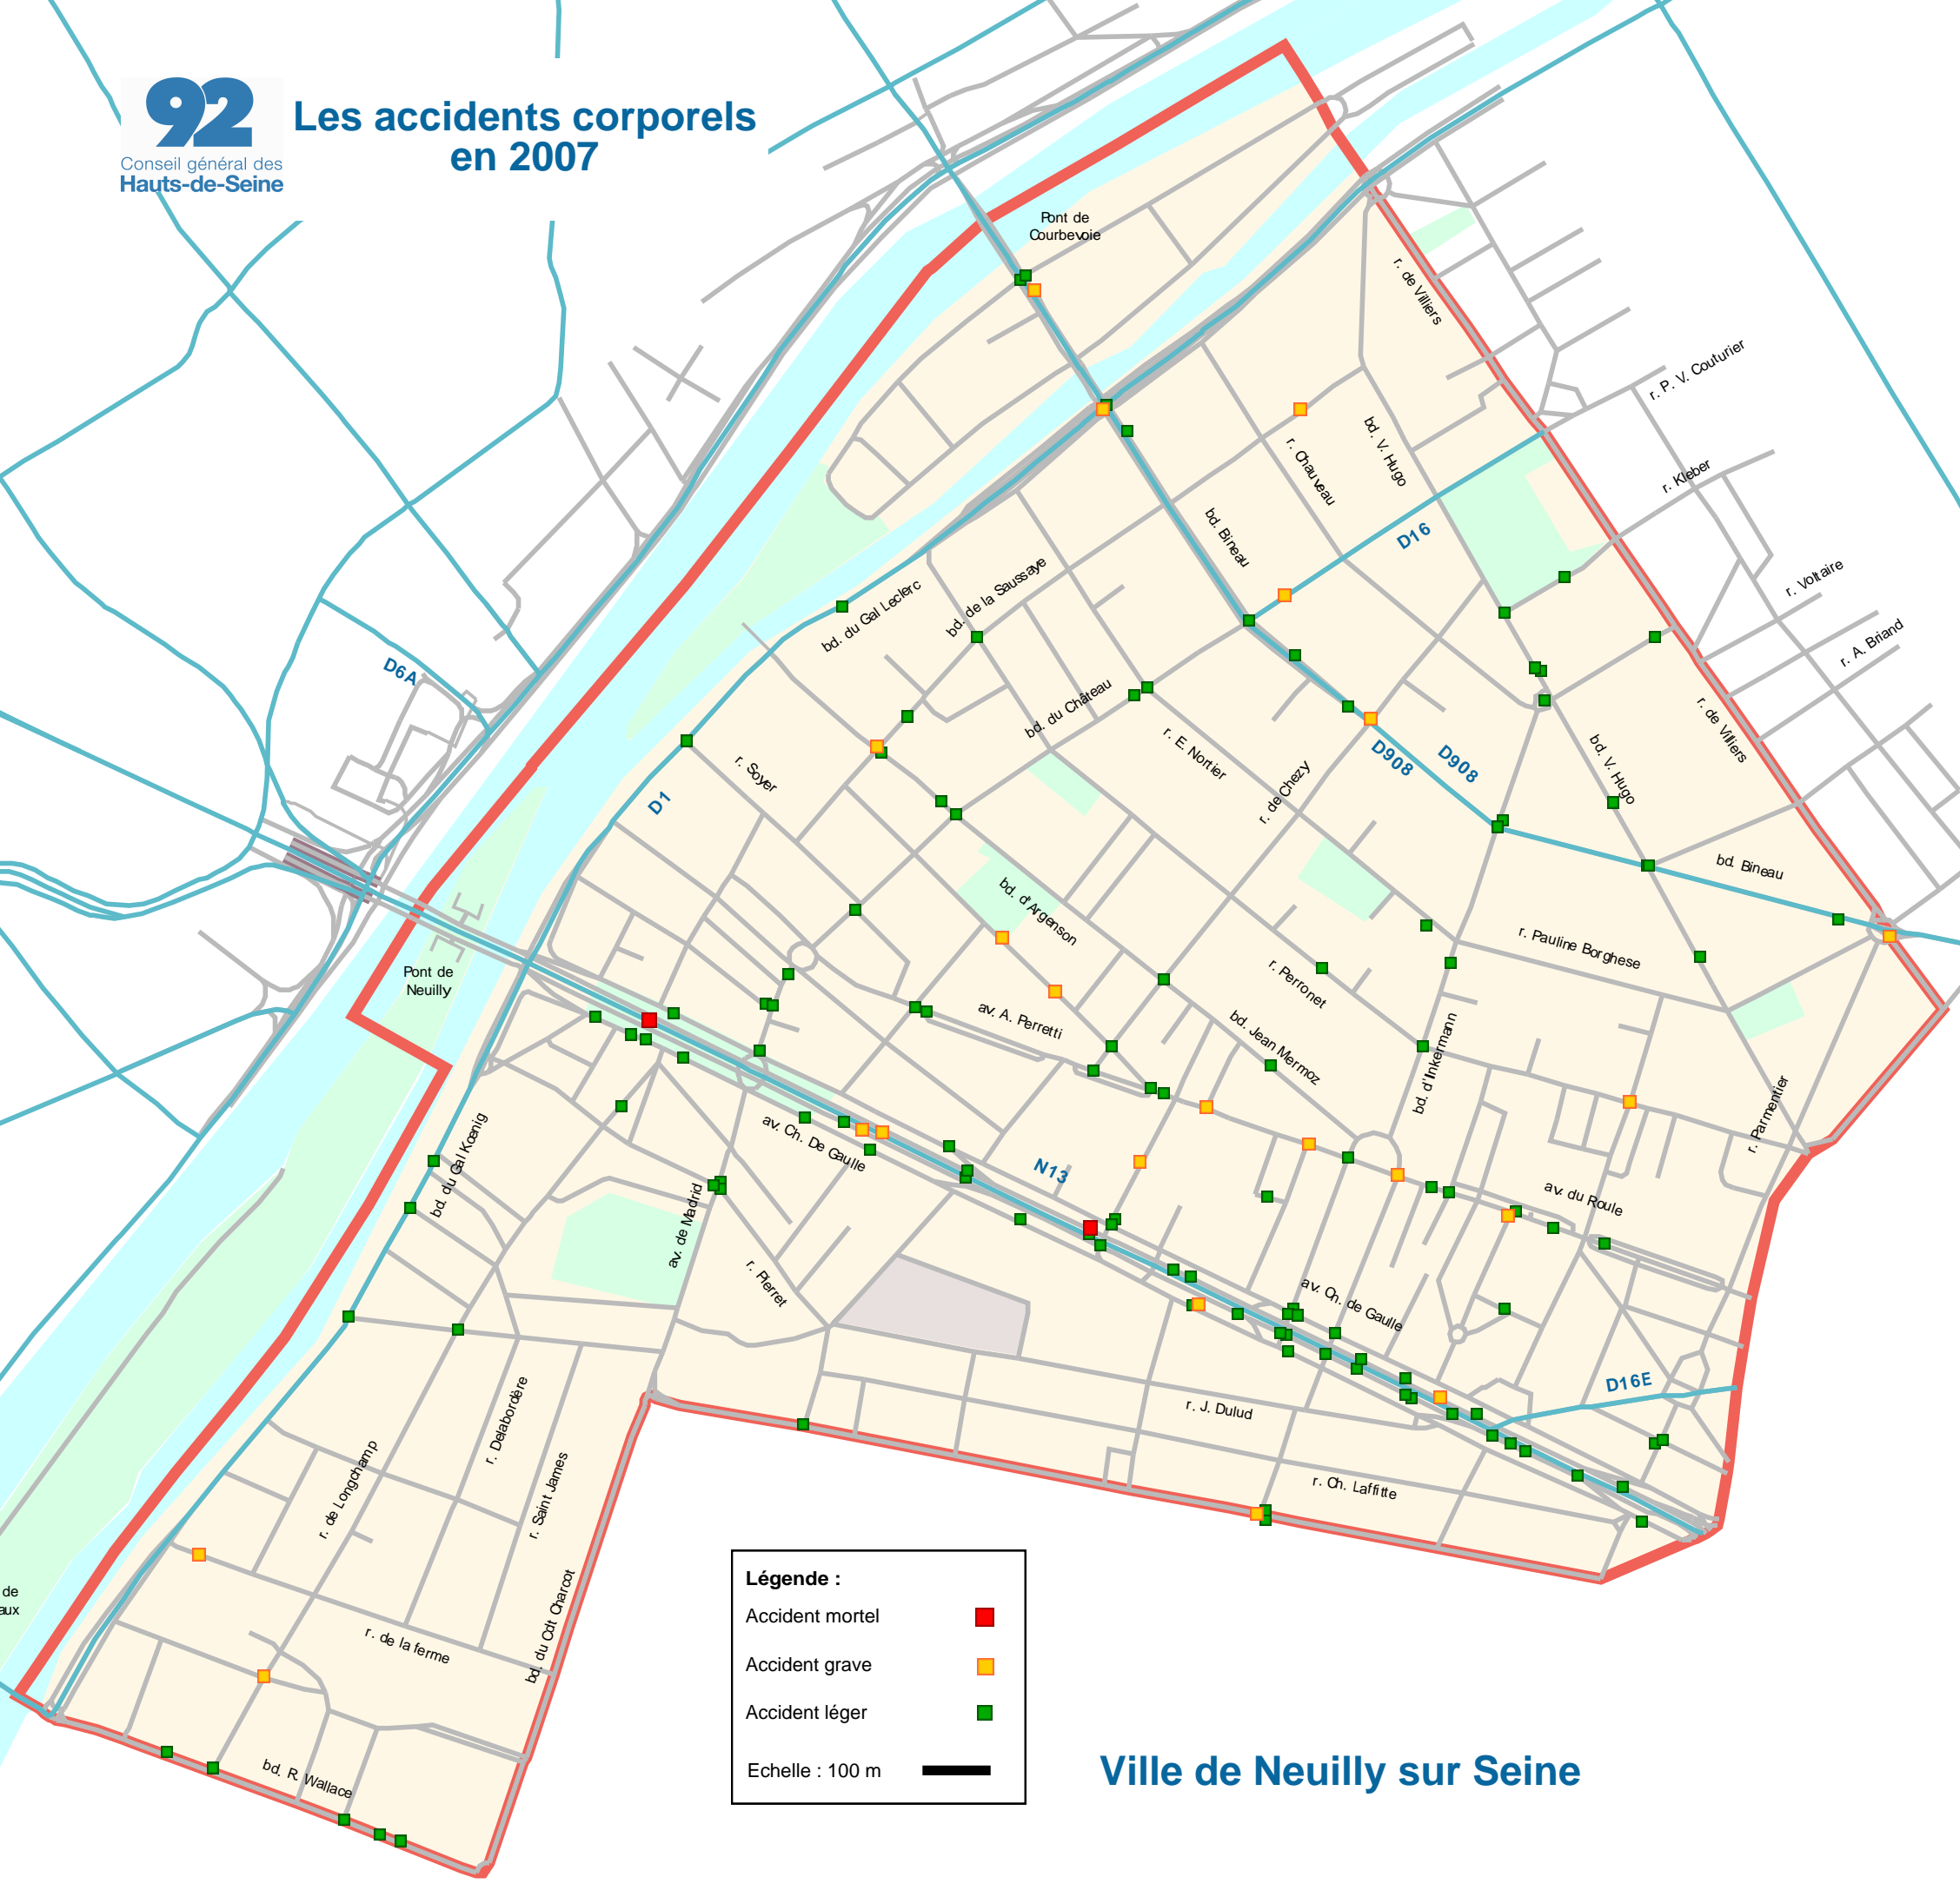 92
Conseil général des
Hauts-de-Seine
Les accidents corporels
en 2007
Pont de
Courbevoie
r. de Villiers
r. P. V. Couturier
bd. V. Hugo
r. Chauveau
r. Kleber
bd. Bineau
D16
r. Voltaire
bd. de la Saussaye
bd. du Gal Leclerc
r. A. Briand
D6A
bd. du Château
r. de Villiers
r. E. Nortier
D908
D908
r. Soyer
bd. V. Hugo
r. de Chezy
D1
bd. Bineau
bd. d'Argenson
r. Pauline Borghese
Pont de
Neuilly
r. Perronet
av. A. Perretti
bd. Jean Mermoz
bd. d'Inkermann
r. Parmentier
av. Ch. De Gaulle
bd. du Gal Kœnig
N13
av. du Roule
av. de Madrid
r. Pierret
av. Ch. de Gaulle
D16E
r. J. Dulud
r. Delabordère
r. de Longchamp
r. Saint James
r. Ch. Laffitte
de
aux
r. de la ferme
bd. du Cdt Charcot
bd. R. Wallace
Légende :
Accident mortel
Accident grave
Accident léger
Echelle : 100 m
Ville de Neuilly sur Seine